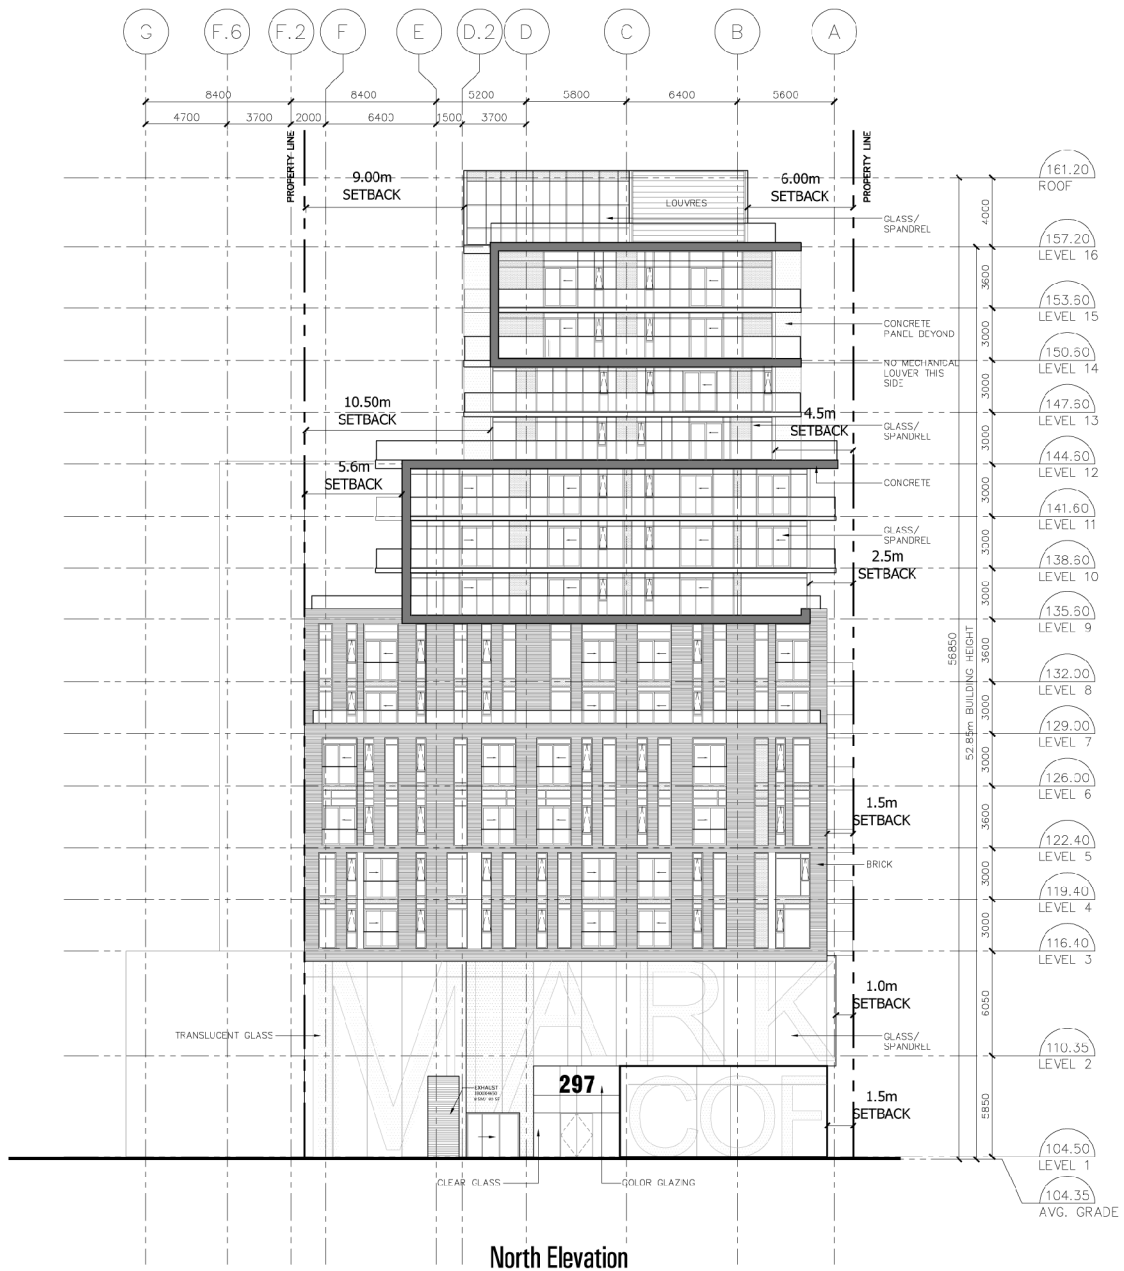 G F.6 F.2 F E D.2 D C B A
8400 8400 5200 5800 6400 5600
4700 3700 2000 6400 1500 3700
PROPERTY LINE
PROPERTY LINE
9.00m
SETBACK
6.00m
SETBACK
LOUVRES
GLASS/
SPANDREL
161.20
ROOF
4000
157.20
LEVEL 16
3600
153.60
LEVEL 15
CONCRETE
PANEL BEYOND
3000
150.60
LEVEL 14
NO MECHANICAL
LOUVER THIS
SIDE
3000
10.50m
SETBACK
4.5m
SETBACK
147.60
LEVEL 13
GLASS/
SPANDREL
3000
144.60
LEVEL 12
5.6m
SETBACK
CONCRETE
3000
141.60
LEVEL 11
GLASS/
SPANDREL
3000
2.5m
SETBACK
138.60
LEVEL 10
3000
135.60
LEVEL 9
56850
52.85m BUILDING HEIGHT
3600
132.00
LEVEL 8
3000
129.00
LEVEL 7
3000
126.00
LEVEL 6
1.5m
SETBACK
3600
122.40
LEVEL 5
BRICK
3000
119.40
LEVEL 4
3000
116.40
LEVEL 3
MARK
1.0m
SETBACK
6050
TRANSLUCENT GLASS
GLASS/
SPANDREL
110.35
LEVEL 2
297
COF
EXHAUST
1.5m
SETBACK
5850
104.50
LEVEL 1
CLEAR GLASS
COLOR GLAZING
104.35
AVG. GRADE
North Elevation